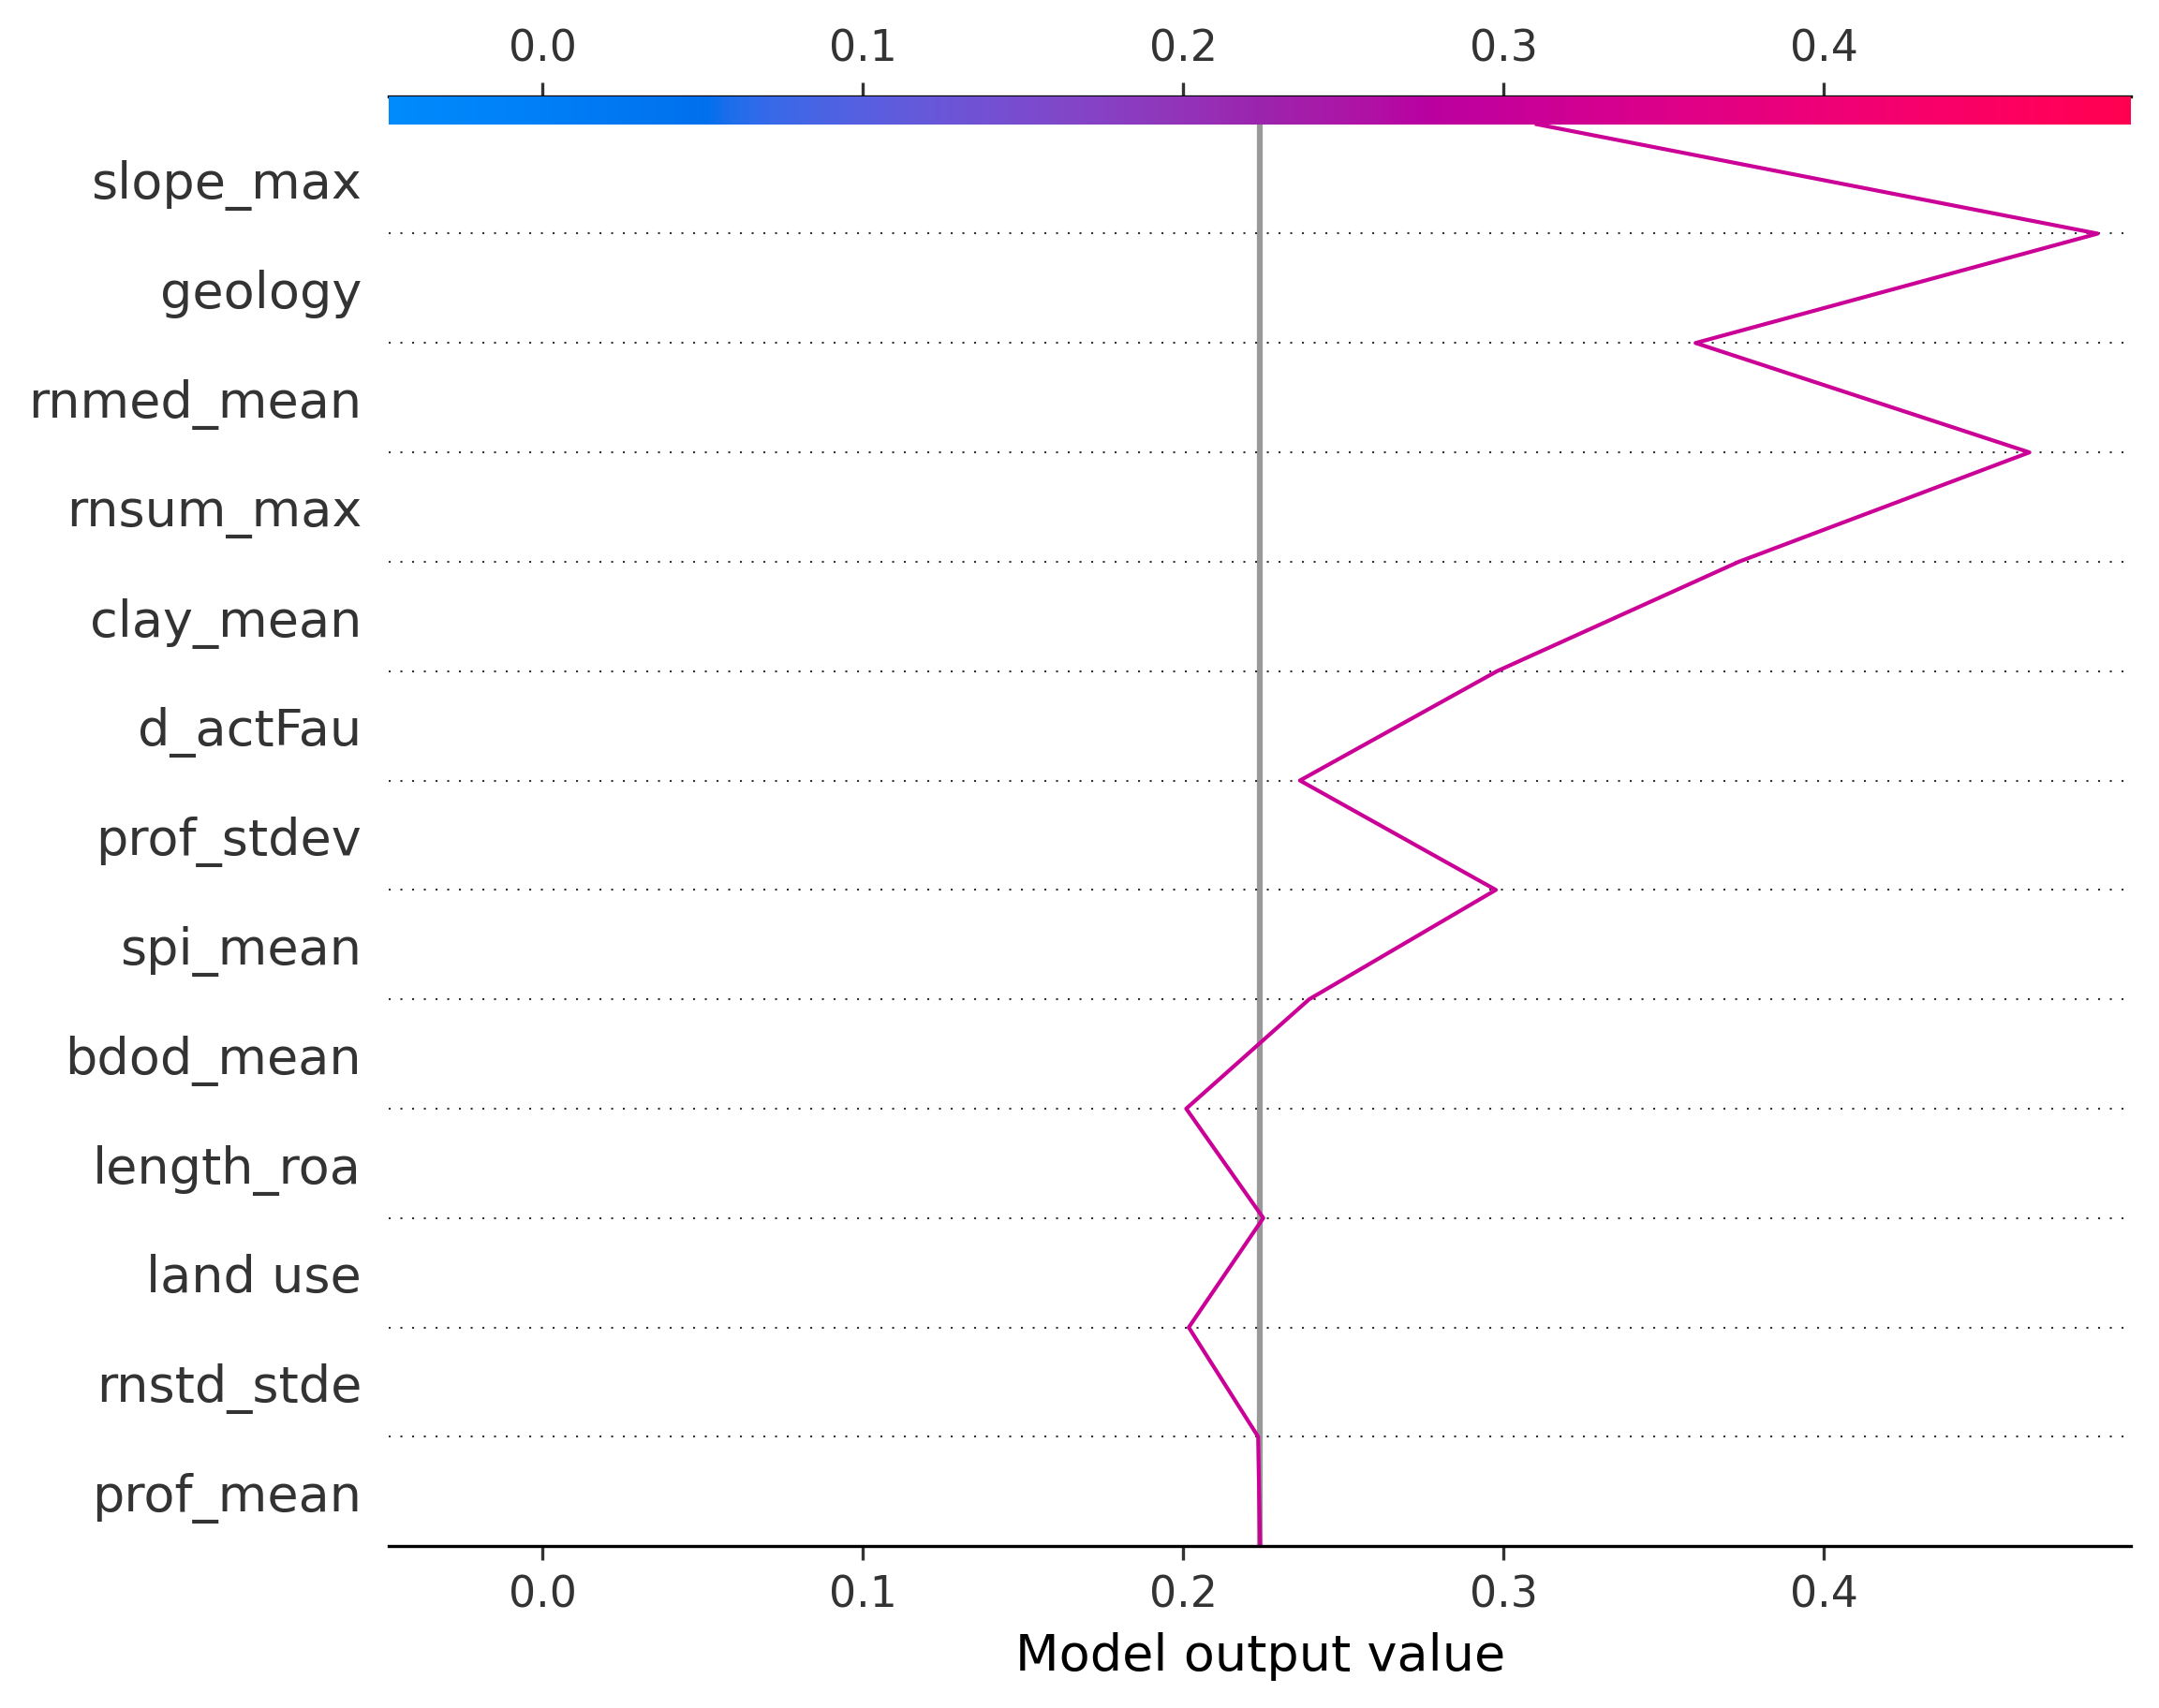 0.0 0.1 0.2 0.3 0.4
slope_max
geology
rnmed_mean
rnsum_max
clay_mean
d_actFau
prof_stdev
spi_mean
bdod_mean
length_roa
land use
rnstd_stde
prof_mean
0.0 0.1 0.2 0.3 0.4
Model output value